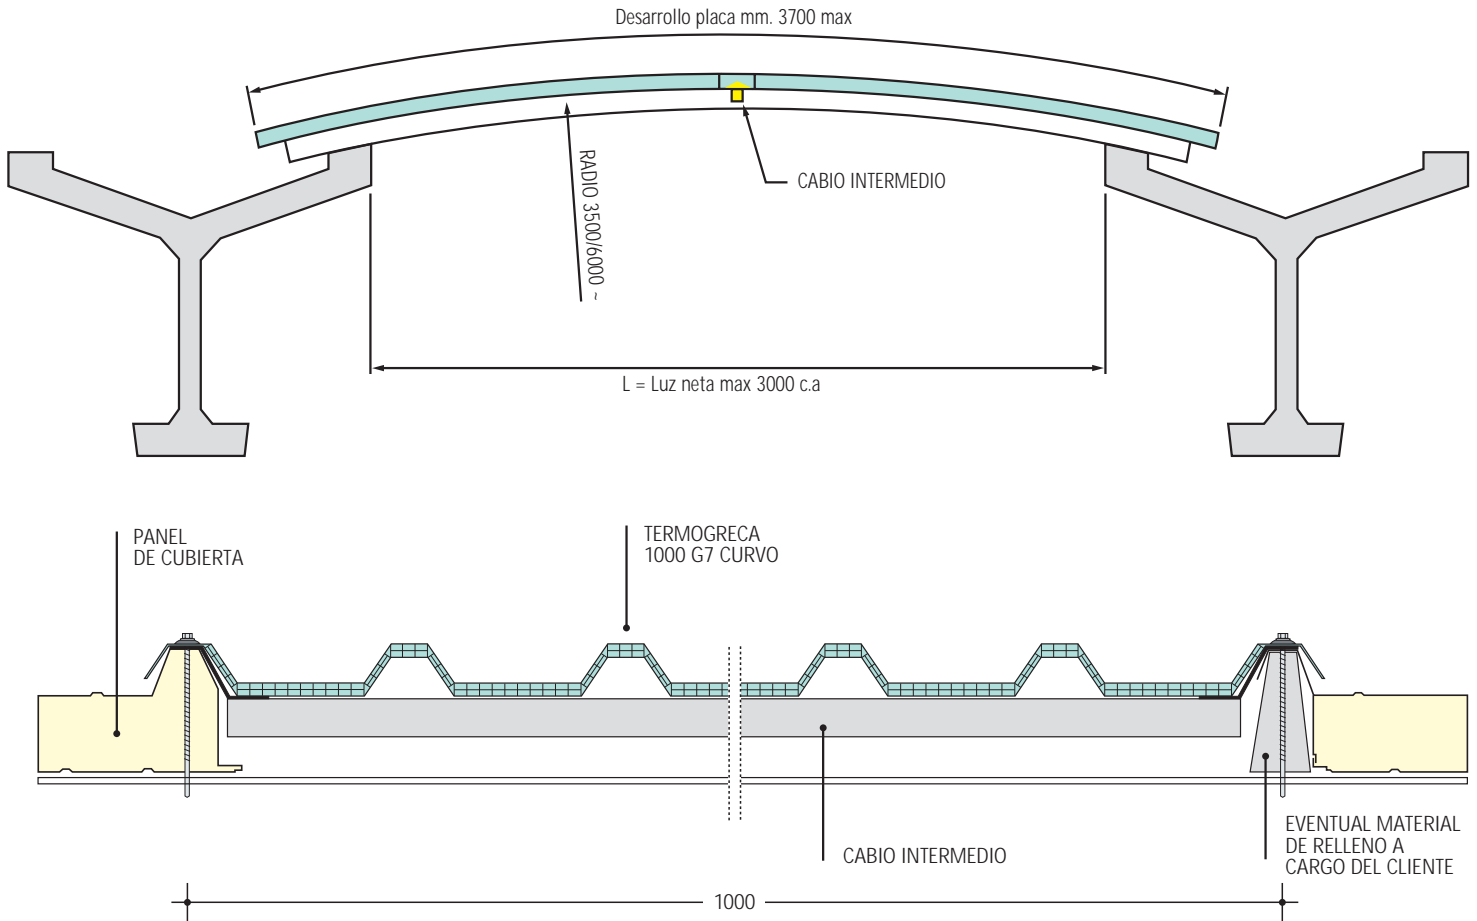 Desarrollo placa mm. 3700 max
CABIO INTERMEDIO
RADIO 3500/6000 ~
L = Luz neta max 3000 c.a
PANEL
DE CUBIERTA
TERMOGRECA
1000 G7 CURVO
CABIO INTERMEDIO
EVENTUAL MATERIAL
DE RELLENO A
CARGO DEL CLIENTE
1000